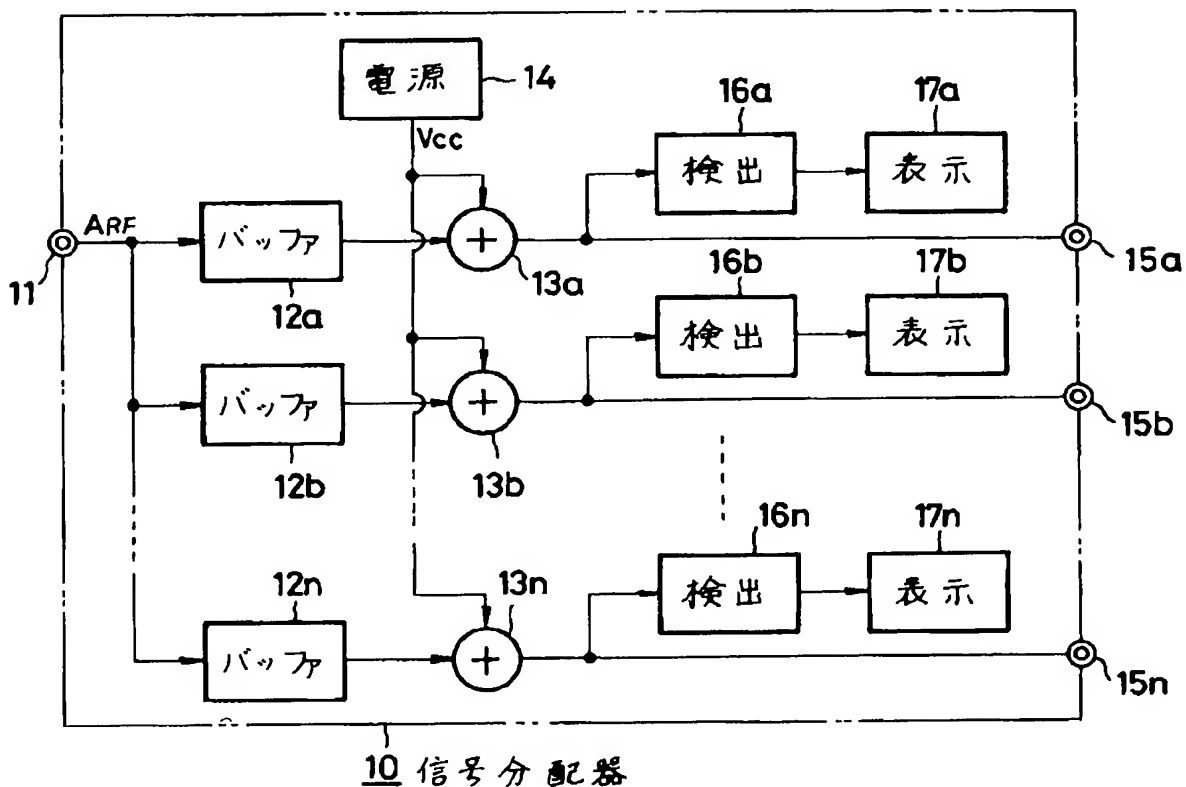 電源
14
Vcc
16a
17a
検出
表示
ARF
バッファ
11
12a
13a
15a
16b
17b
検出
表示
バッファ
12b
13b
15b
16n
17n
検出
表示
12n
13n
バッファ
15n
10 信号分配器